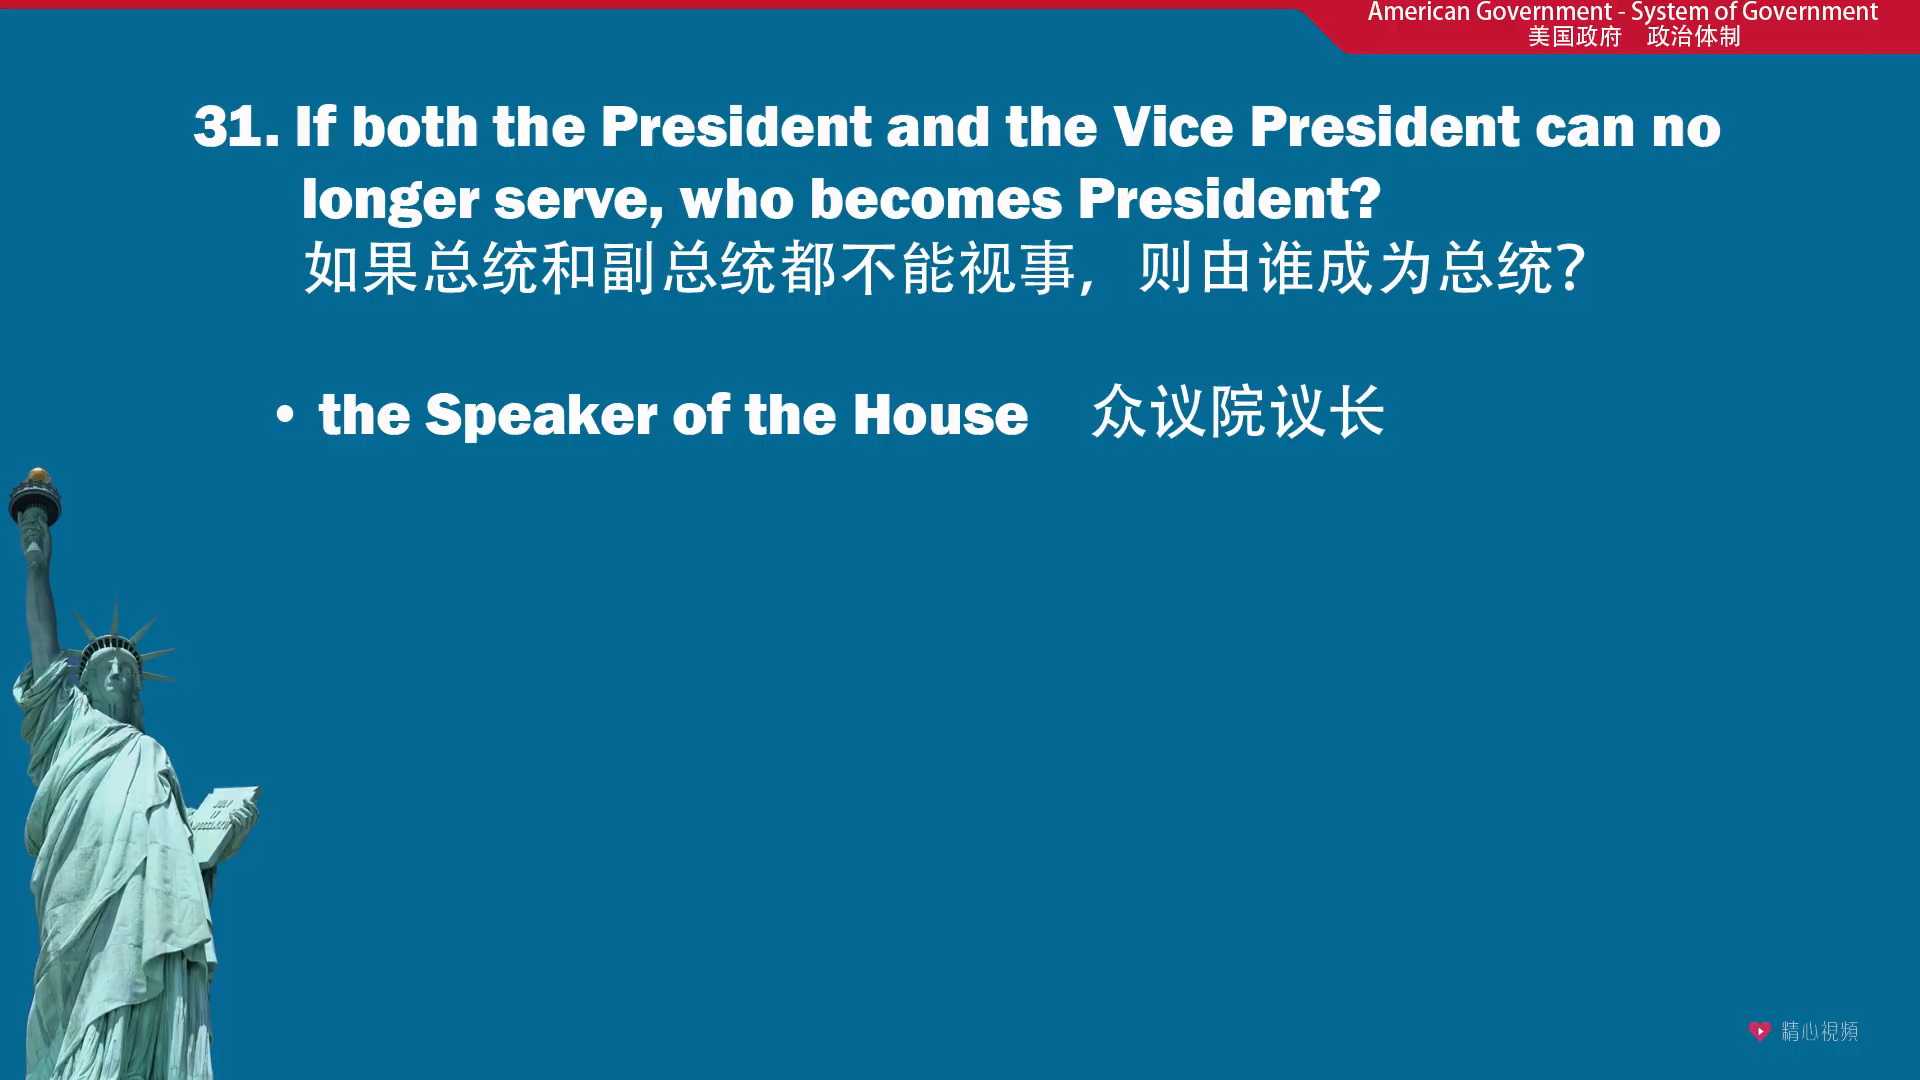 American Government - System of Government
美国政府 政治体制
31. If both the President and the Vice President can no
longer serve, who becomes President?
如果总统和副总统都不能视事，则由谁成为总统？
• the Speaker of the House 众议院议长
JULY
IV
精心視頻